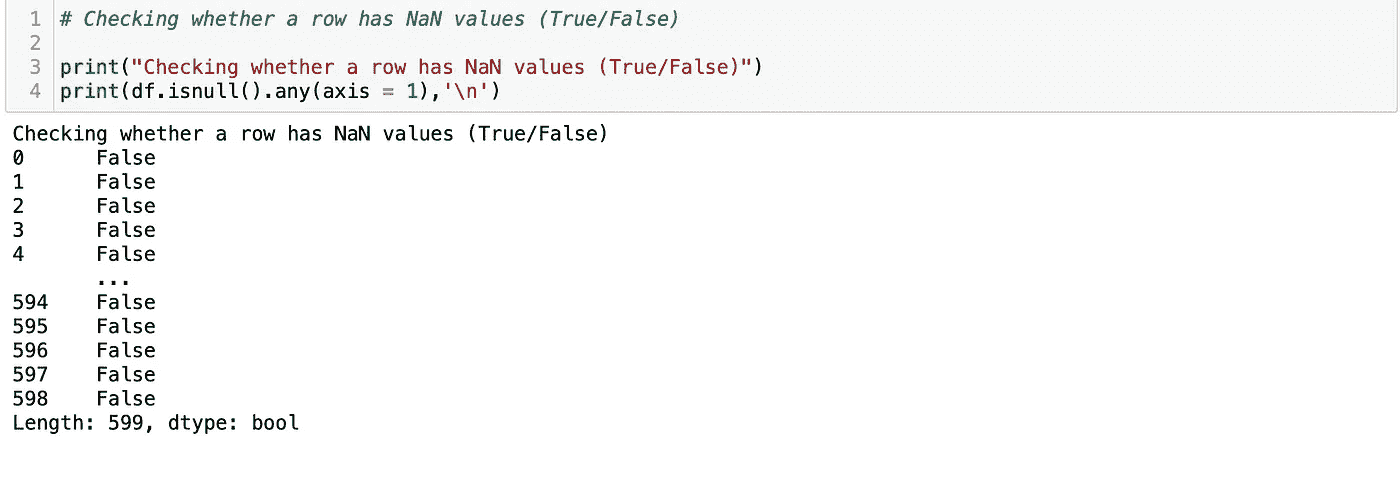 1 # Checking whether a row has NaN values (True/False)
2
3 print("Checking whether a row has NaN values (True/False)")
4 print(df.isnull().any(axis = 1),'\n')
Checking whether a row has NaN values (True/False)
0      False
1      False
2      False
3      False
4      False
       ...
594    False
595    False
596    False
597    False
598    False
Length: 599, dtype: bool